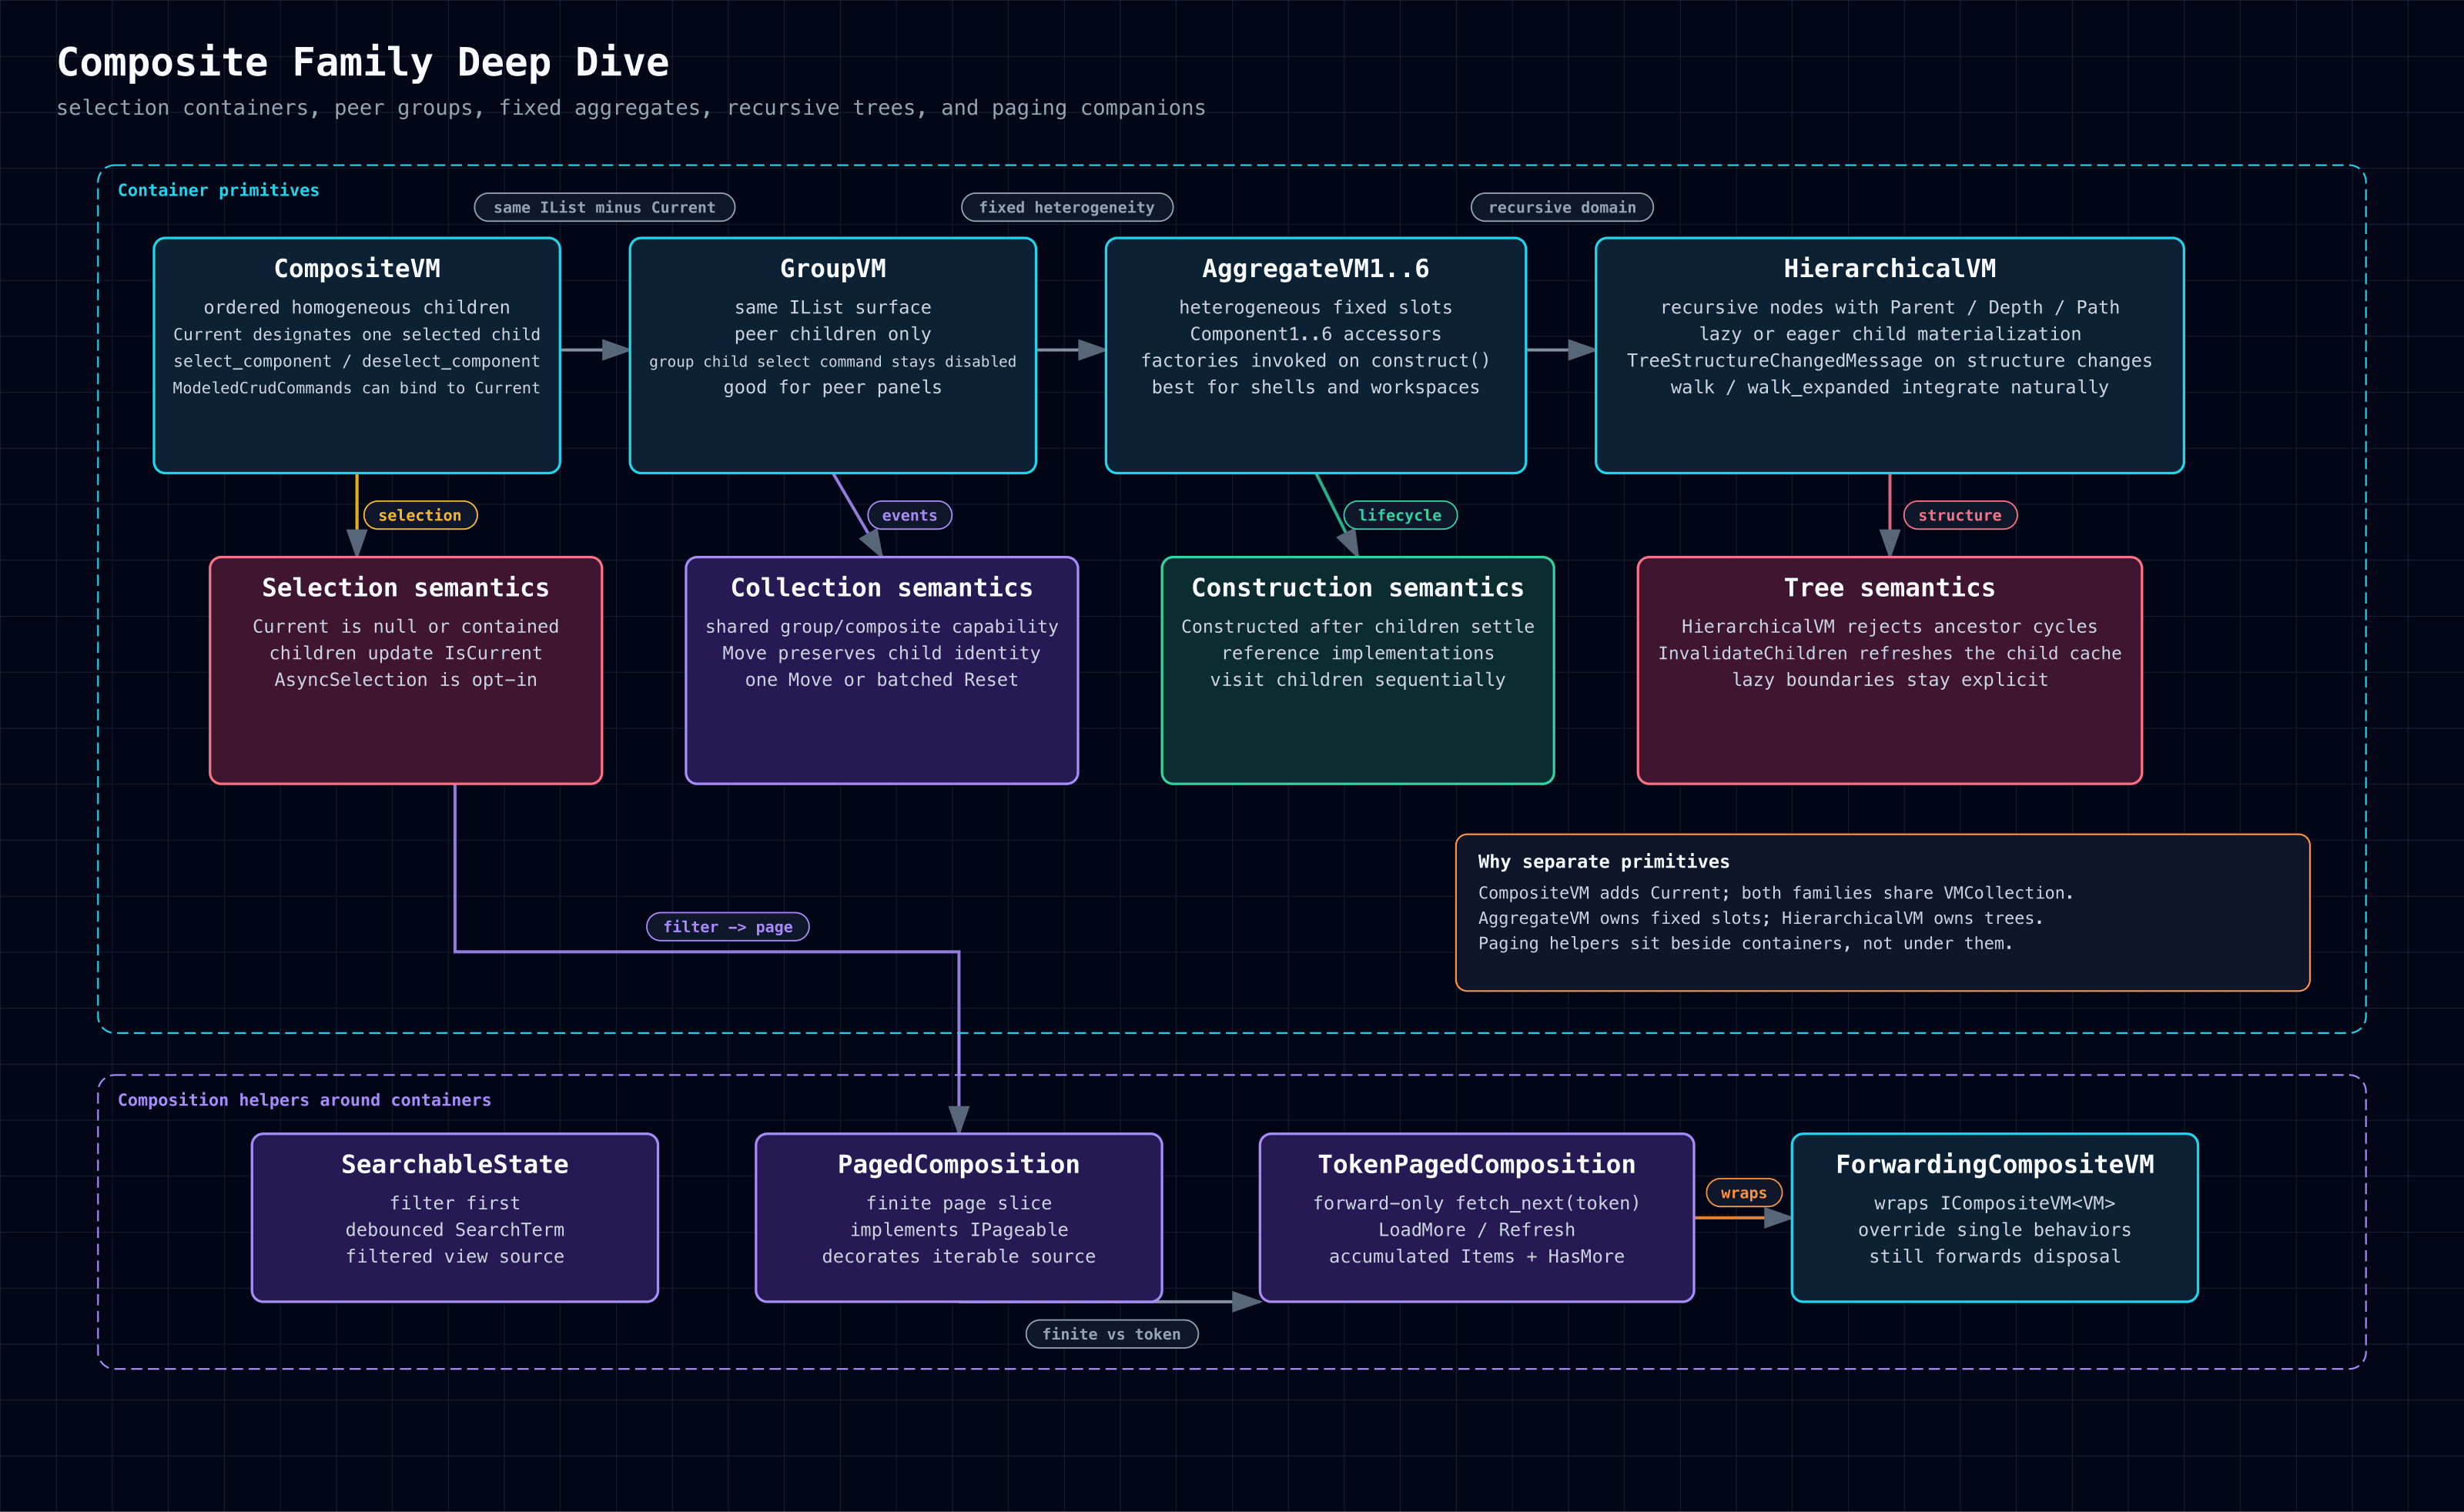 Composite Family Deep Dive
selection containers, peer groups, fixed aggregates, recursive trees, and paging companions
Container primitives
same IList minus Current
fixed heterogeneity
recursive domain
CompositeVM
ordered homogeneous children
Current designates one selected child
select_component / deselect_component
ModeledCrudCommands can bind to Current
GroupVM
same IList surface
peer children only
group child select command stays disabled
good for peer panels
AggregateVM1..6
heterogeneous fixed slots
Component1..6 accessors
factories invoked on construct()
best for shells and workspaces
HierarchicalVM
recursive nodes with Parent / Depth / Path
lazy or eager child materialization
TreeStructureChangedMessage on structure changes
walk / walk_expanded integrate naturally
selection
events
lifecycle
structure
Selection semantics
Current is null or contained
children update IsCurrent
AsyncSelection is opt-in
Collection semantics
shared group/composite capability
Move preserves child identity
one Move or batched Reset
Construction semantics
Constructed after children settle
reference implementations
visit children sequentially
Tree semantics
HierarchicalVM rejects ancestor cycles
InvalidateChildren refreshes the child cache
lazy boundaries stay explicit
Why separate primitives
CompositeVM adds Current; both families share VMCollection.
AggregateVM owns fixed slots; HierarchicalVM owns trees.
Paging helpers sit beside containers, not under them.
filter -> page
Composition helpers around containers
SearchableState
filter first
debounced SearchTerm
filtered view source
PagedComposition
finite page slice
implements IPageable
decorates iterable source
TokenPagedComposition
forward-only fetch_next(token)
LoadMore / Refresh
accumulated Items + HasMore
wraps
ForwardingCompositeVM
wraps ICompositeVM<VM>
override single behaviors
still forwards disposal
finite vs token